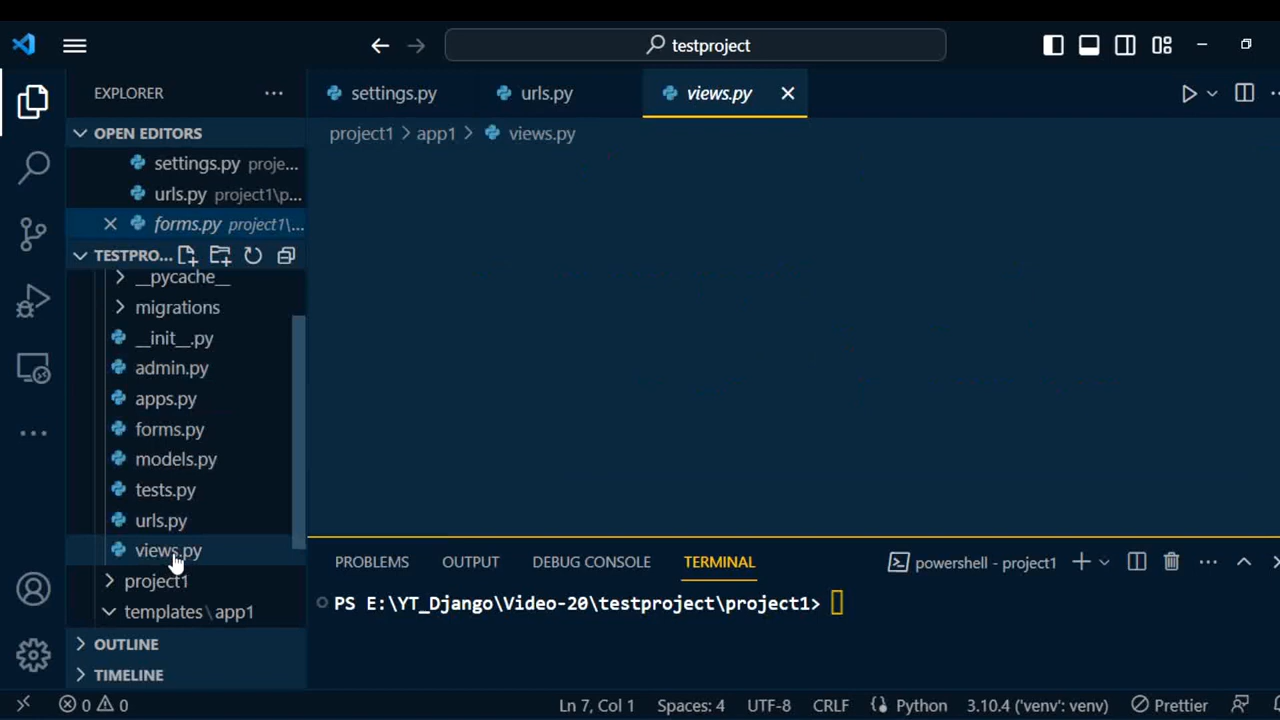 testproject
EXPLORER
settings.py
urls.py
views.py
OPEN EDITORS
project1 > app1 > views.py
settings.py proje...
urls.py project1\p...
forms.py project1\...
TESTPRO...
__pycache__
migrations
__init__.py
admin.py
apps.py
forms.py
models.py
tests.py
urls.py
views.py
project1
templates\app1
OUTLINE
TIMELINE
PROBLEMS
OUTPUT
DEBUG CONSOLE
TERMINAL
powershell - project1
PS E:\YT_Django\Video-20\testproject\project1>
0 0
Ln 7, Col 1
Spaces: 4
UTF-8
CRLF
Python
3.10.4 ('venv': venv)
Prettier